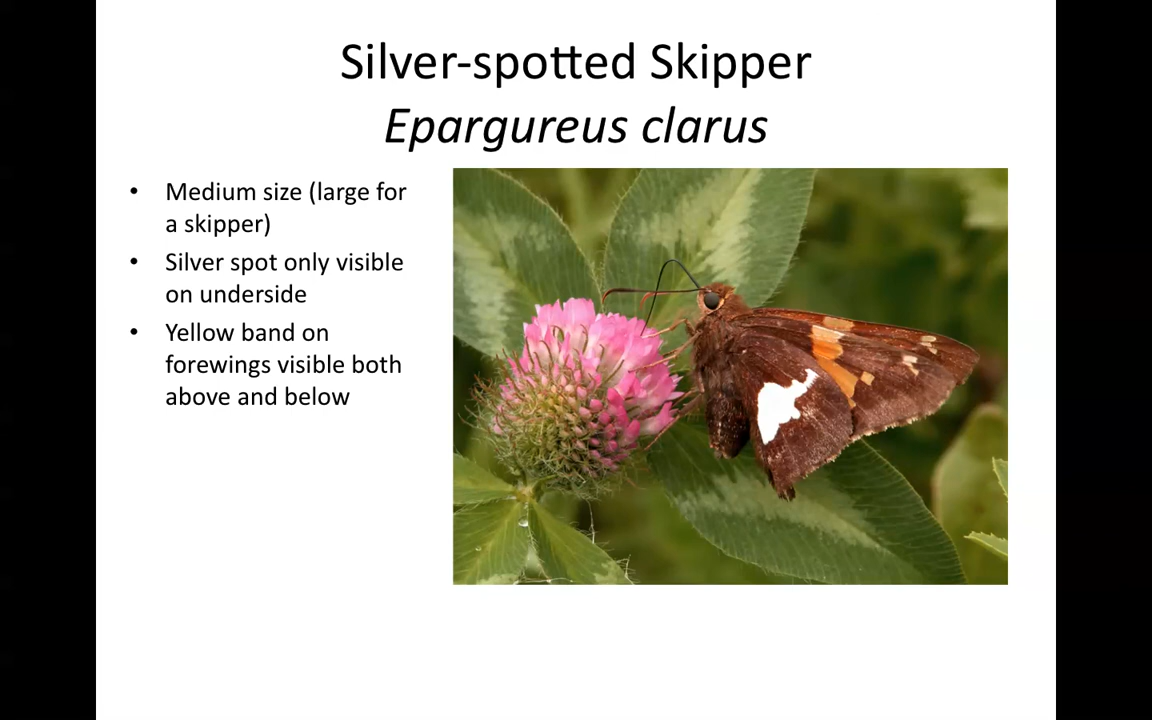 Silver-spotted Skipper
Epargureus clarus
• Medium size (large for
a skipper)
• Silver spot only visible
on underside
• Yellow band on
forewings visible both
above and below